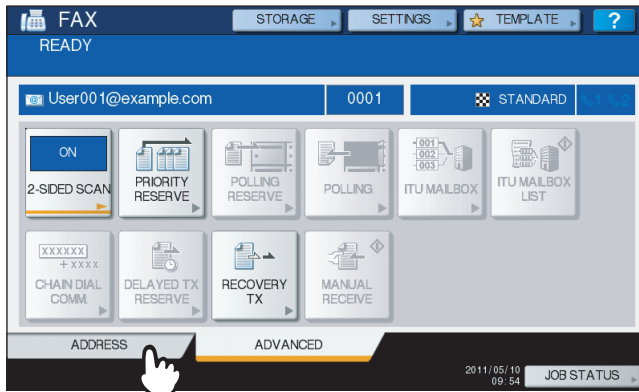 FAX
STORAGE
SETTINGS
TEMPLATE
?
READY
User001@example.com
0001
STANDARD
1
2
ON
2-SIDED SCAN
PRIORITY
RESERVE
POLLING
RESERVE
POLLING
001
002
003
ITU MAILBOX
ITU MAILBOX
LIST
XXXXXX
+ xxxx
CHAIN DIAL
COMM.
DELAYED TX
RESERVE
RECOVERY
TX
MANUAL
RECEIVE
ADDRESS
ADVANCED
2011/05/10
09:54
JOB STATUS